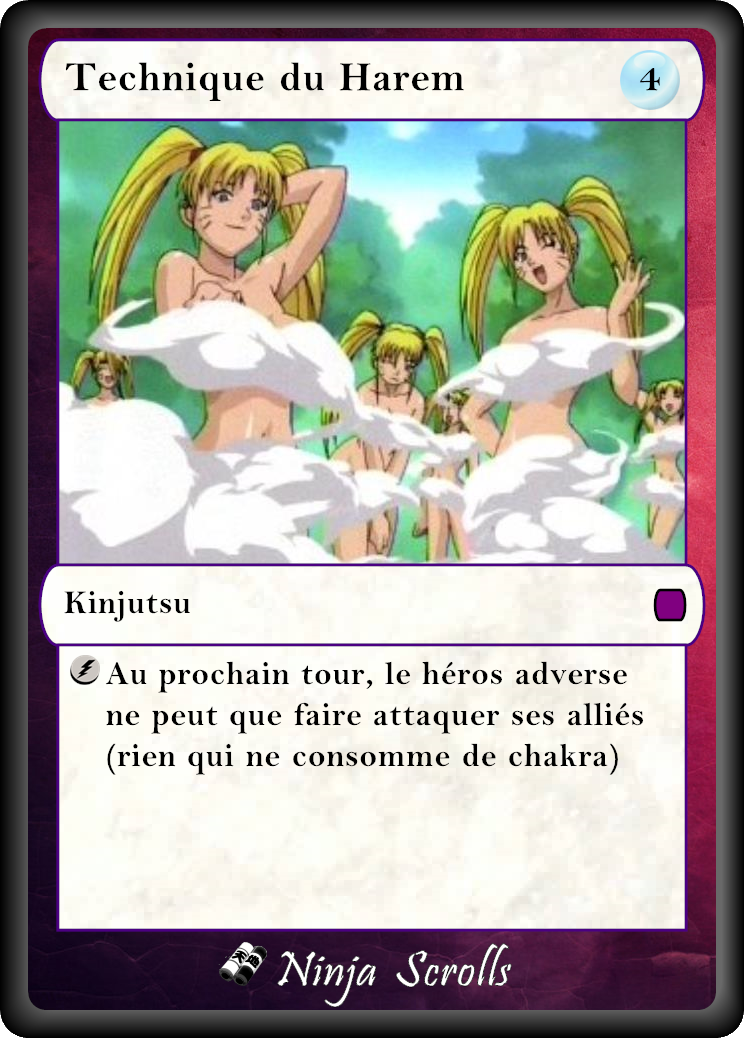 Technique du Harem
4
Kinjutsu
Au prochain tour, le héros adverse
ne peut que faire attaquer ses alliés
(rien qui ne consomme de chakra)
Ninja Scrolls